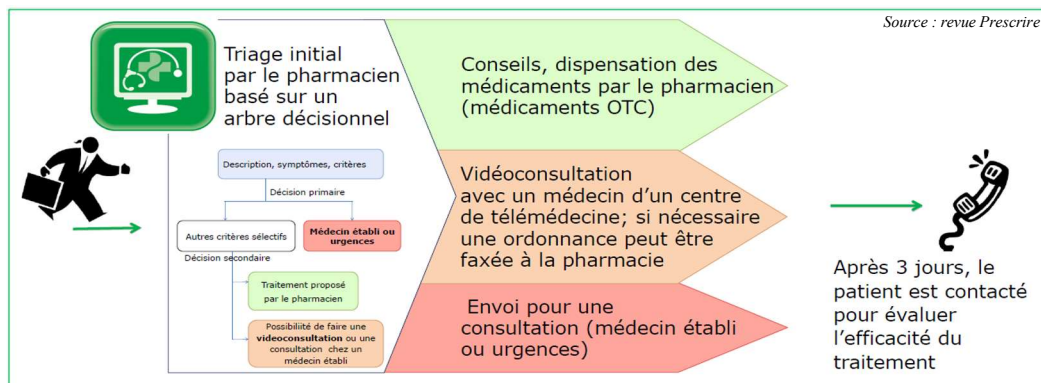 Source : revue Prescrire
Triage initial
par le pharmacien
basé sur un
arbre décisionnel
Description, symptômes, critères
Décision primaire
Autres critères sélectifs
Médecin établi ou
urgences
Décision secondaire
Traitement proposé
par le pharmacien
Possibilité de faire une
videoconsultation ou une
consultation chez un
médecin établi
Conseils, dispensation des
médicaments par le pharmacien
(médicaments OTC)
Vidéoconsultation
avec un médecin d'un centre
de télémédecine; si nécessaire
une ordonnance peut être
faxée à la pharmacie
Envoi pour une
consultation (médecin établi
ou urgences)
Après 3 jours, le
patient est contacté
pour évaluer
l'efficacité du
traitement